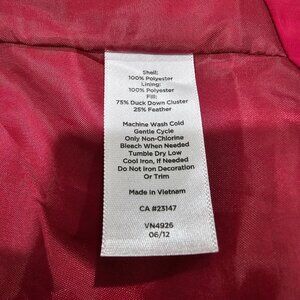 Shell:
100% Polyester
Lining:
100% Polyester
Fill:
75% Duck Down Cluster
25% Feather
Machine Wash Cold
Gentle Cycle
Only Non-Chlorine
Bleach When Needed
Tumble Dry Low
Cool Iron, If Needed
Do Not Iron Decoration
Or Trim
Made in Vietnam
CA #23147
VN4926
06/12